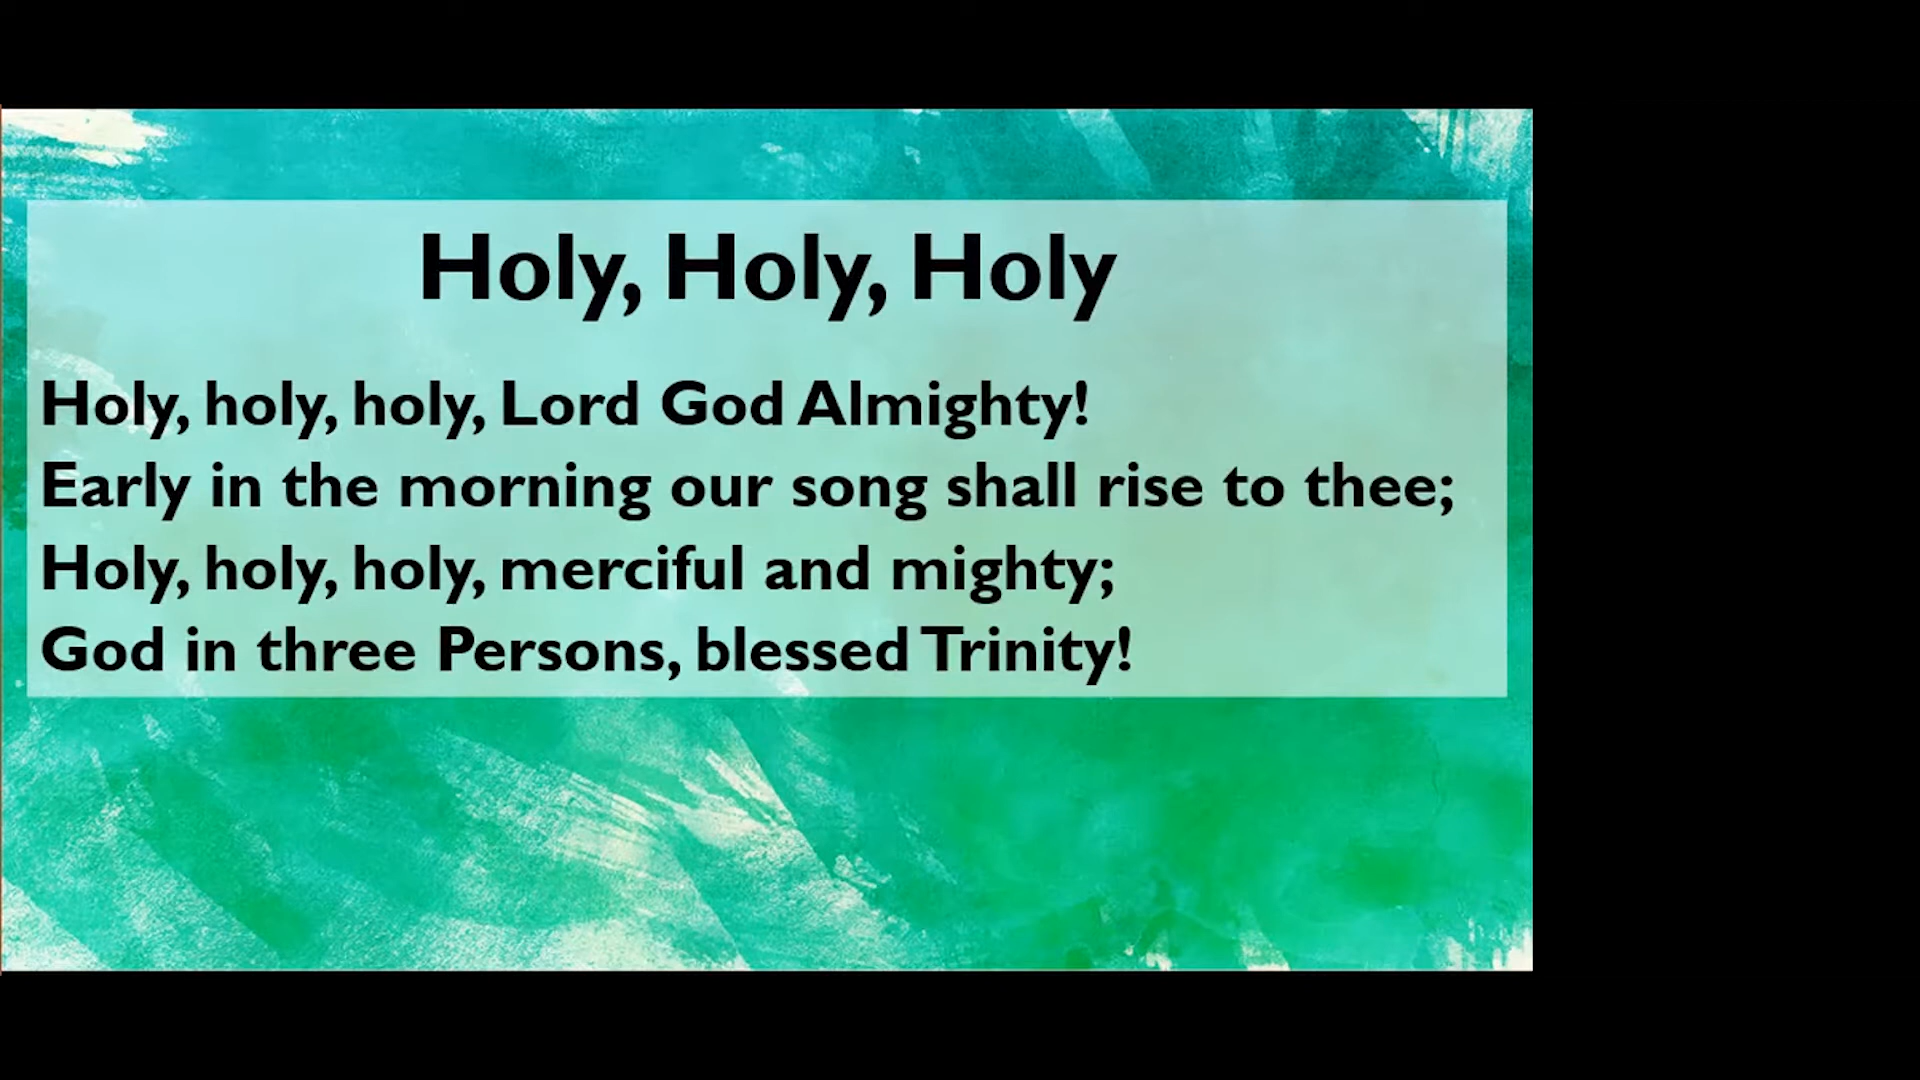 Holy, Holy, Holy
Holy, holy, holy, Lord God Almighty!
Early in the morning our song shall rise to thee;
Holy, holy, holy, merciful and mighty;
God in three Persons, blessed Trinity!